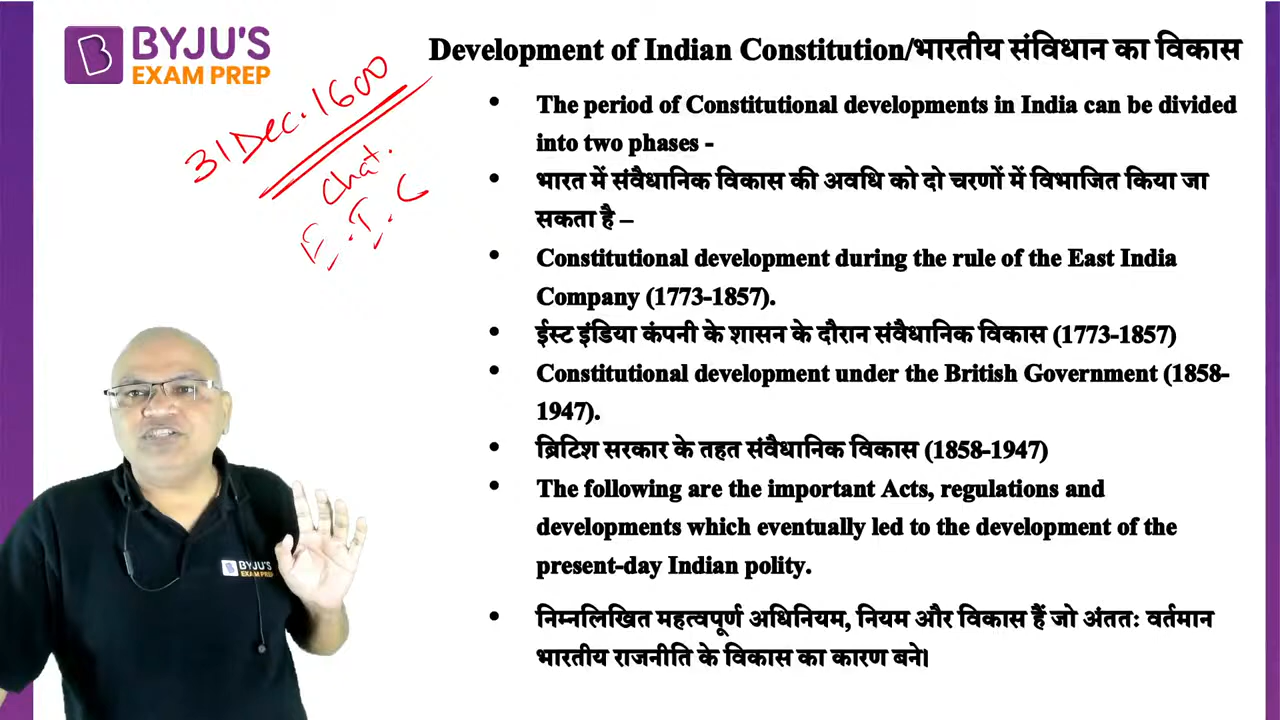 BYJU'S
EXAM PREP
Development of Indian Constitution/भारतीय संविधान का विकास
31 Dec. 1600
Chat.
E.I.C
• The period of Constitutional developments in India can be divided
into two phases -
• भारत में संवैधानिक विकास की अवधि को दो चरणों में विभाजित किया जा
सकता है –
• Constitutional development during the rule of the East India
Company (1773-1857).
• ईस्ट इंडिया कंपनी के शासन के दौरान संवैधानिक विकास (1773-1857)
• Constitutional development under the British Government (1858-
1947).
• ब्रिटिश सरकार के तहत संवैधानिक विकास (1858-1947)
• The following are the important Acts, regulations and
developments which eventually led to the development of the
present-day Indian polity.
• निम्नलिखित महत्वपूर्ण अधिनियम, नियम और विकास हैं जो अंततः वर्तमान
भारतीय राजनीति के विकास का कारण बने।
BYJU'S
EXAM PREP